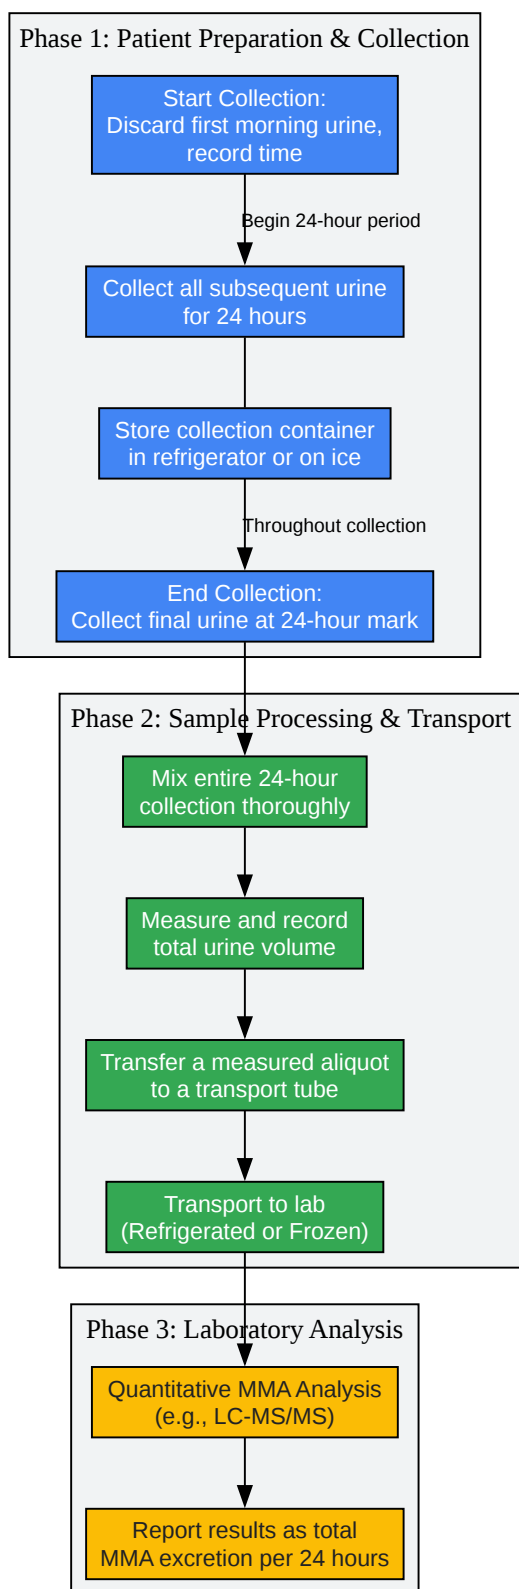 Phase 1: Patient Preparation & Collection
Start Collection:
Discard first morning urine,
record time
Begin 24-hour period
Collect all subsequent urine
for 24 hours
Store collection container
in refrigerator or on ice
Throughout collection
End Collection:
Collect final urine at 24-hour mark
Phase 2: Sample Processing & Transport
Mix entire 24-hour
collection thoroughly
Measure and record
total urine volume
Transfer a measured aliquot
to a transport tube
Transport to lab
(Refrigerated or Frozen)
Phase 3: Laboratory Analysis
Quantitative MMA Analysis
(e.g., LC-MS/MS)
Report results as total
MMA excretion per 24 hours